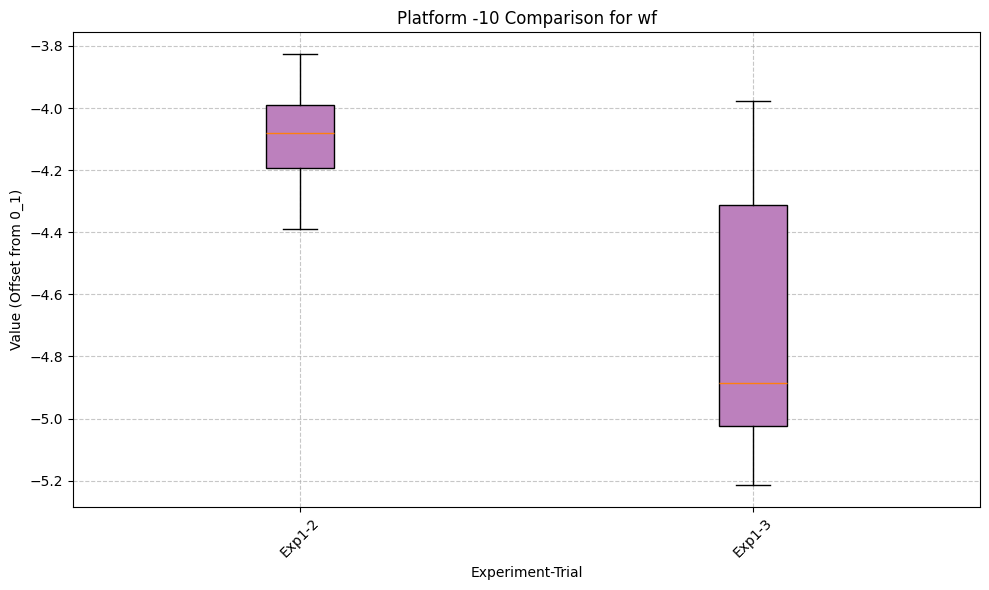 Platform -10 Comparison for wf
Value (Offset from 0_1)
−3.8
−4.0
−4.2
−4.4
−4.6
−4.8
−5.0
−5.2
Exp1-2
Exp1-3
Experiment-Trial